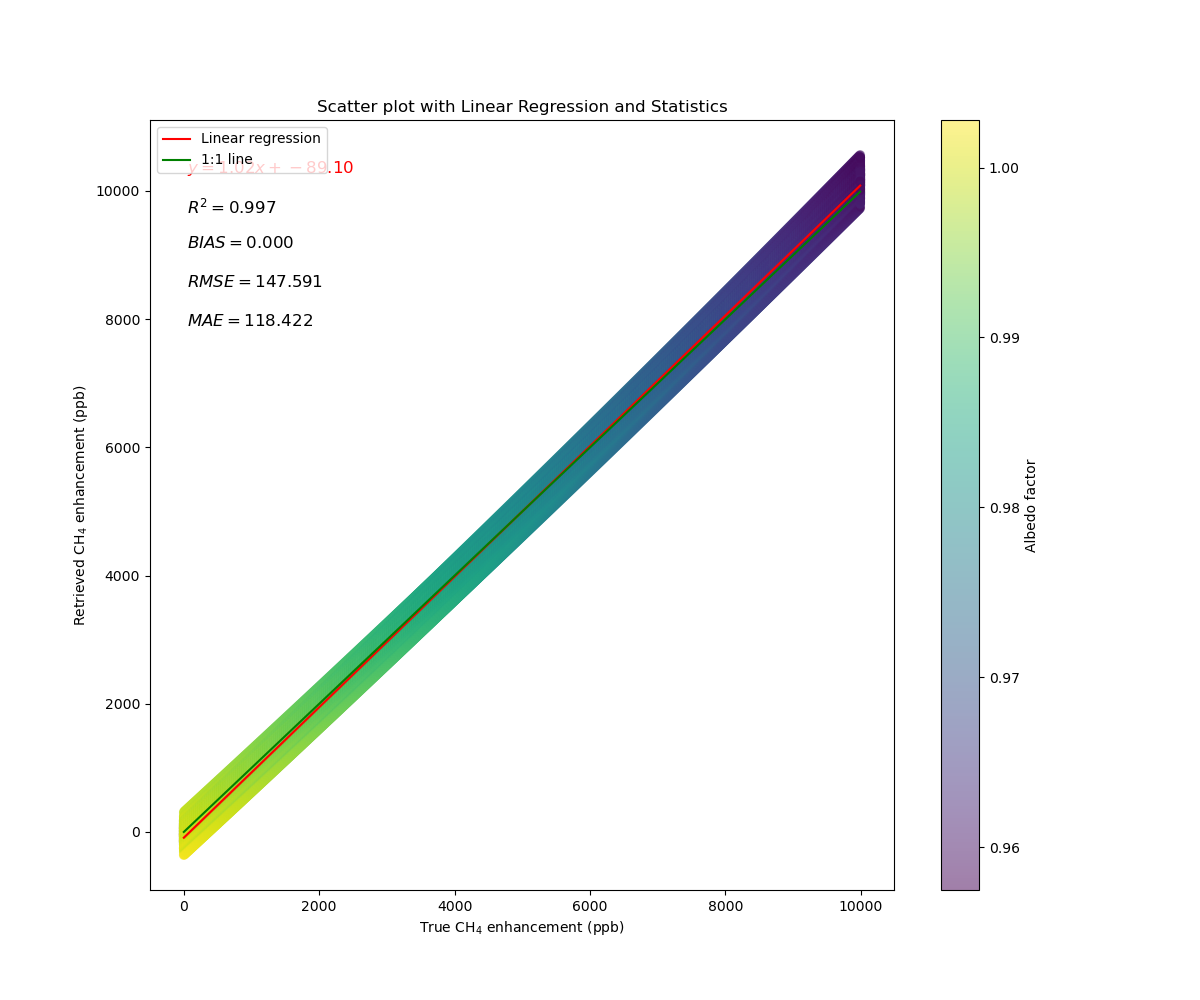 Scatter plot with Linear Regression and Statistics
Linear regression
1:1 line
y = 1.02x + −89.10
R² = 0.997
BIAS = 0.000
RMSE = 147.591
MAE = 118.422
10000
8000
6000
4000
2000
0
Retrieved CH₄ enhancement (ppb)
0 2000 4000 6000 8000 10000
True CH₄ enhancement (ppb)
1.00
0.99
0.98
0.97
0.96
Albedo factor